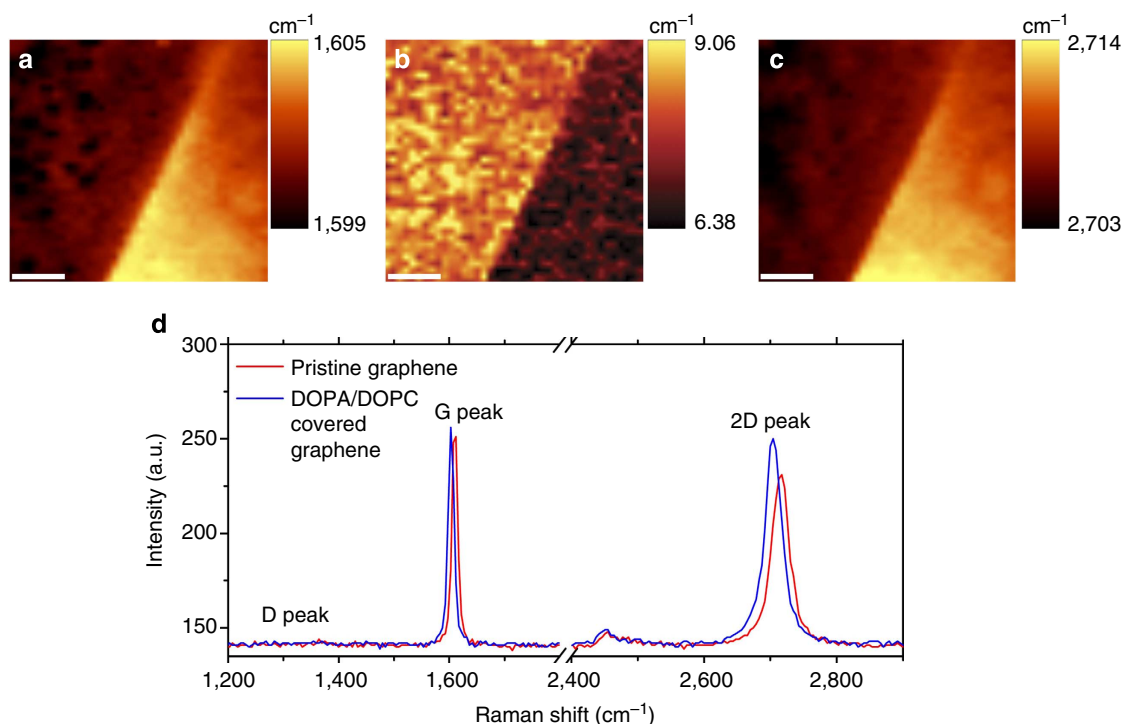 cm−1
cm−1
cm−1
a
1,605
1,599
b
9.06
6.38
c
2,714
2,703
d
300
250
200
150
Intensity (a.u.)
Pristine graphene
DOPA/DOPC
covered
graphene
G peak
2D peak
D peak
1,200
1,400
1,600
2,400
2,600
2,800
Raman shift (cm−1)